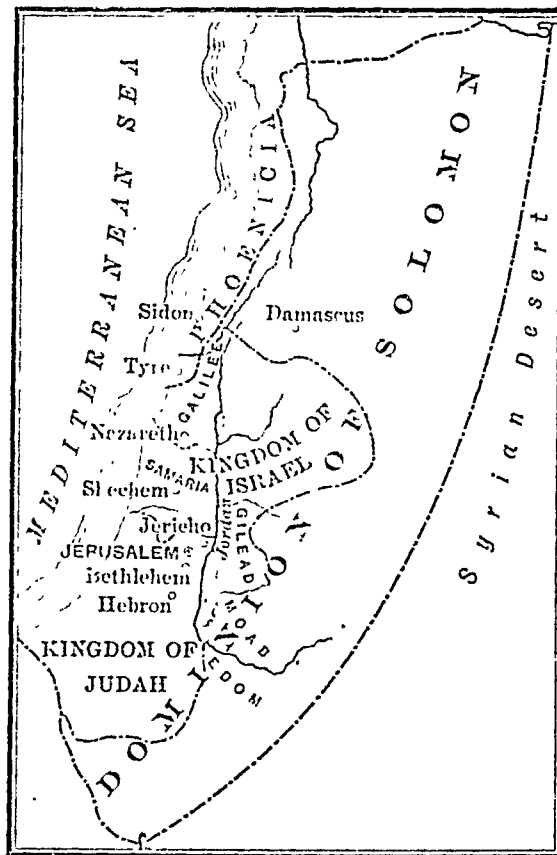 MEDITERRANEAN SEA
PHOENICIA
DOMINION OF SOLOMON
Syrian Desert
Sidon
Damascus
Tyre
GALILEE
Nazareth
KINGDOM OF
ISRAEL
SAMARIA
Shechem
Jericho
Jordan
GILEAD
JERUSALEM
Bethlehem
Hebron
MOAB
KINGDOM OF
JUDAH
EDOM